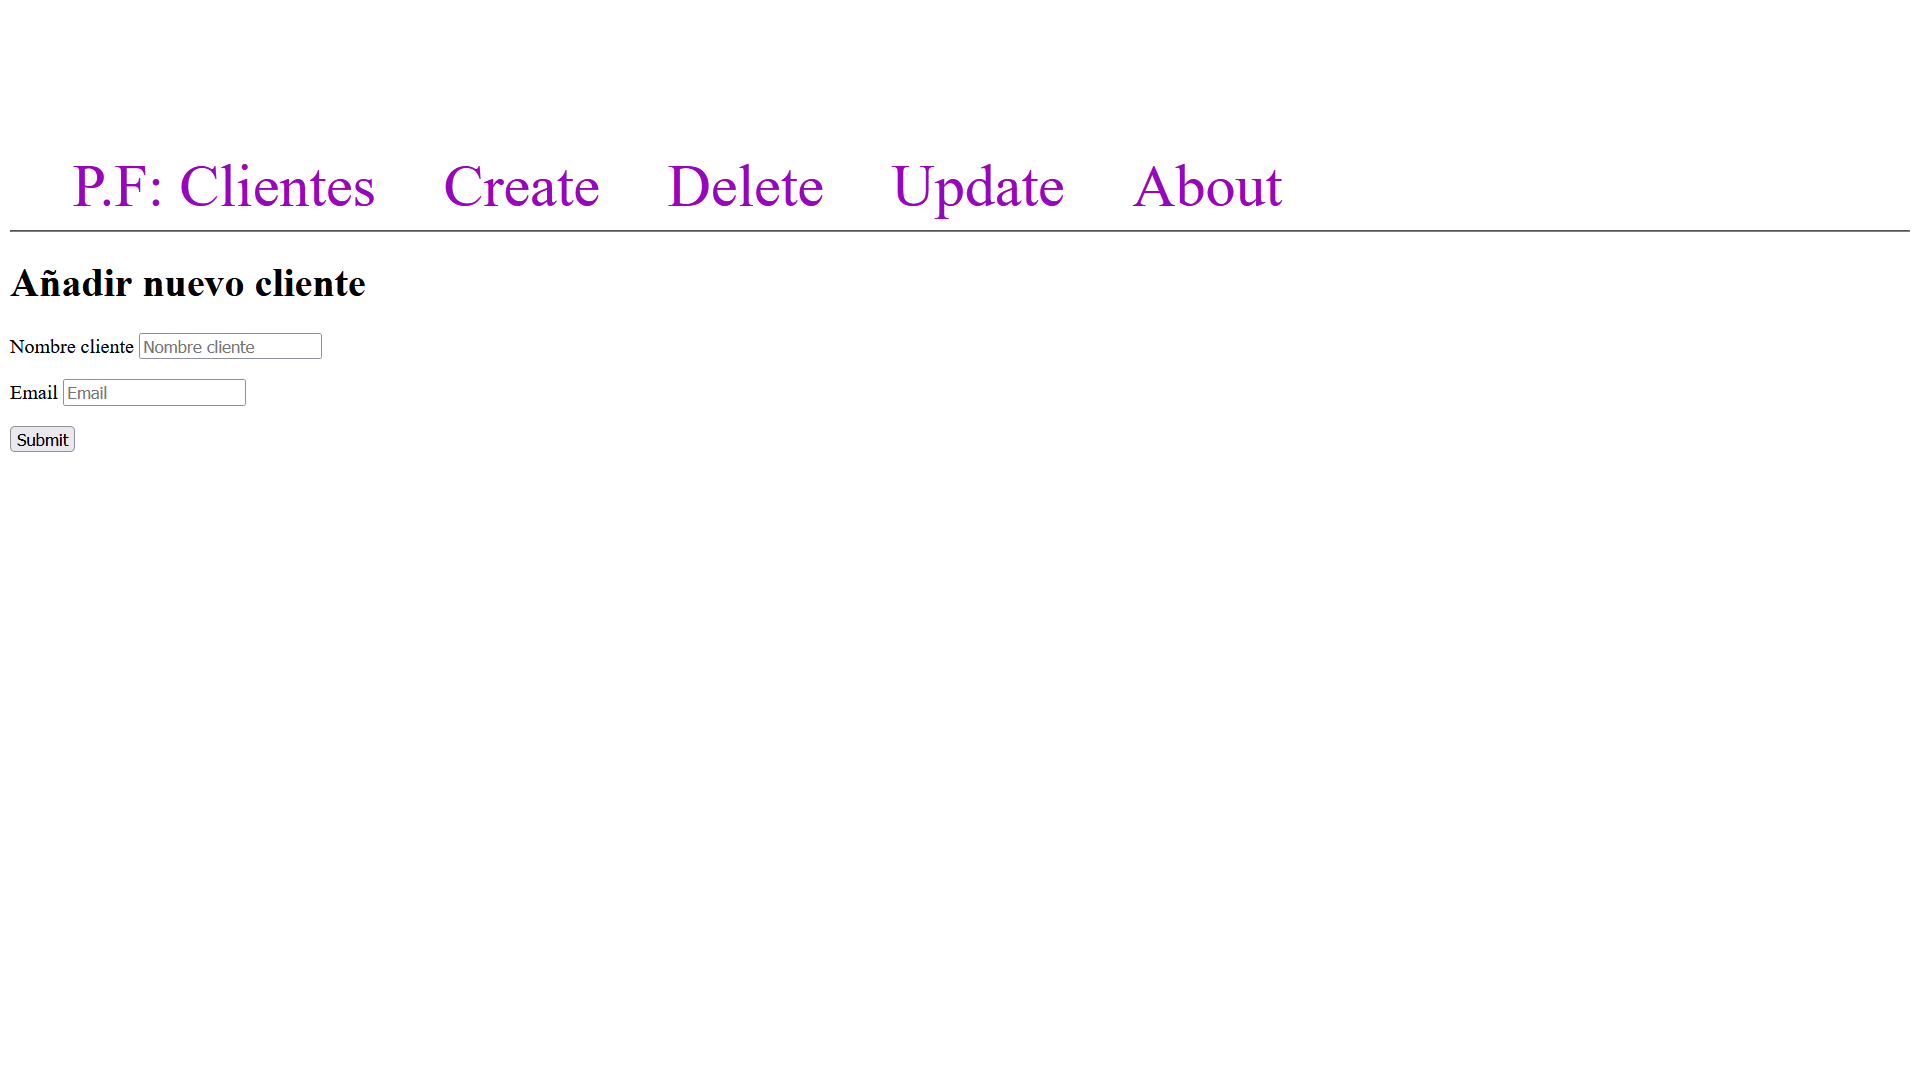 P.F: Clientes Create Delete Update About
Añadir nuevo cliente
Nombre cliente Nombre cliente
Email Email
Submit